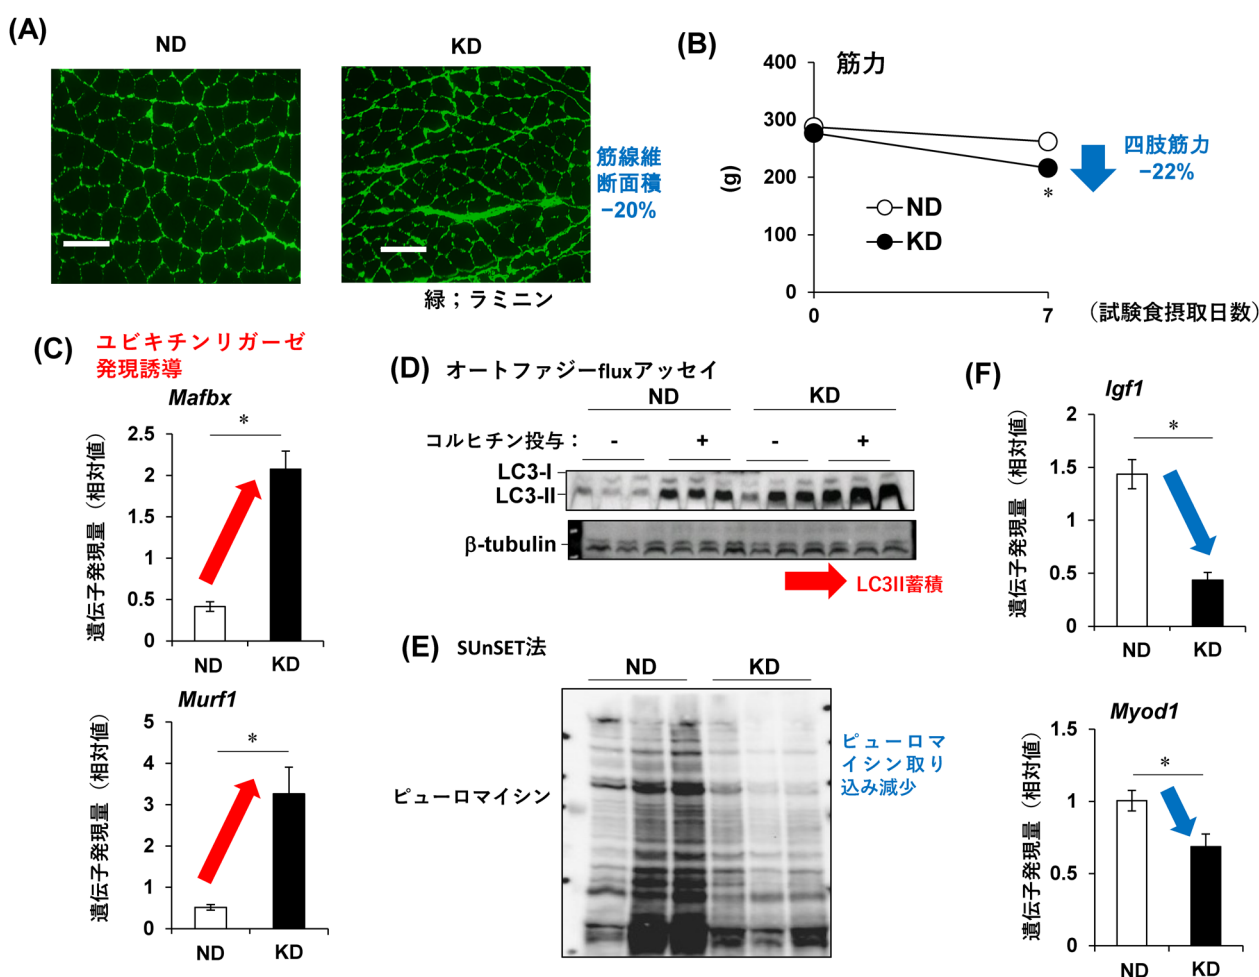 (A)
ND
KD
筋線維
断面積
−20%
緑；ラミニン
(B)
筋力
400
300
200
100
0
(g)
ND
KD
*
四肢筋力
−22%
0
7
（試験食摂取日数）
(C)
ユビキチンリガーゼ
発現誘導
Mafbx
*
遺伝子発現量（相対値）
2.5
2
1.5
1
0.5
0
ND
KD
Murf1
*
遺伝子発現量（相対値）
5
4
3
2
1
0
ND
KD
(D)
オートファジーfluxアッセイ
ND
KD
コルヒチン投与：
-
+
-
+
LC3-I
LC3-II
β-tubulin
LC3II蓄積
(E)
SUnSET法
ND
KD
ピューロマイシン
ピューロマ
イシン取り
込み減少
(F)
Igf1
*
遺伝子発現量（相対値）
2
1.5
1
0.5
0
ND
KD
Myod1
*
遺伝子発現量（相対値）
1.5
1
0.5
0
ND
KD